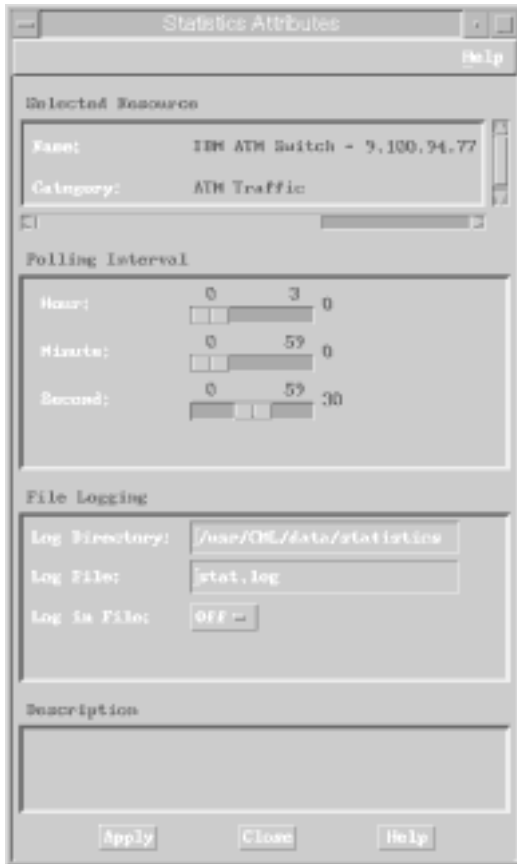 Statistics Attributes
Help
Selected Resource
Name: IBM ATM Switch - 9.100.94.77
Category: ATM Traffic
Polling Interval
Hour: 0 3 0
Minute: 0 59 0
Second: 0 59 30
File Logging
Log Directory: /usr/CML/data/statistics
Log File: stat.log
Log in File: Off
Description
Apply Close Help